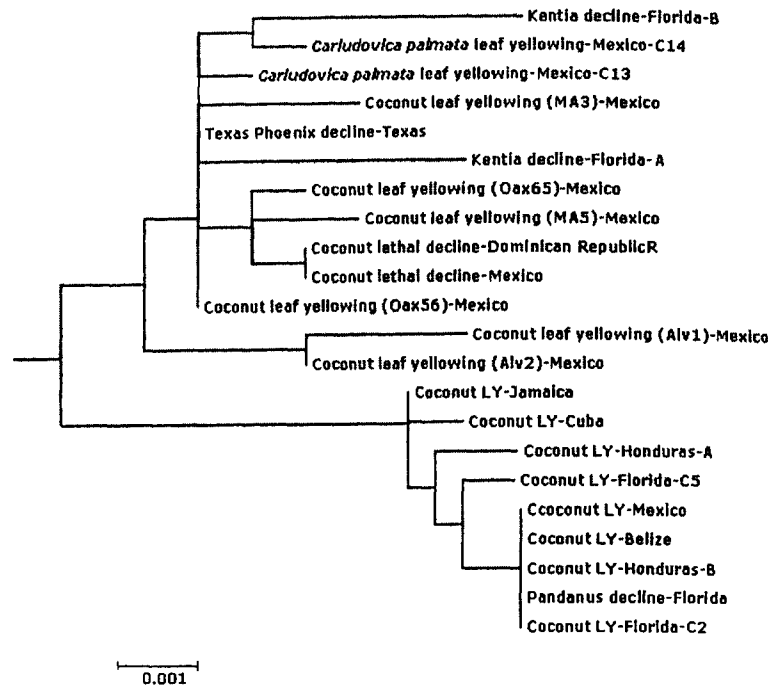 Kentia decline-Florida-B
Carludovica palmata leaf yellowing-Mexico-C14
Carludovica palmata leaf yellowing-Mexico-C13
Coconut leaf yellowing (MA3)-Mexico
Texas Phoenix decline-Texas
Kentia decline-Florida-A
Coconut leaf yellowing (Oax65)-Mexico
Coconut leaf yellowing (MA5)-Mexico
Coconut lethal decline-Dominican RepublicR
Coconut lethal decline-Mexico
Coconut leaf yellowing (Oax56)-Mexico
Coconut leaf yellowing (Alv1)-Mexico
Coconut leaf yellowing (Alv2)-Mexico
Coconut LY-Jamaica
Coconut LY-Cuba
Coconut LY-Honduras-A
Coconut LY-Florida-C5
Ccoconut LY-Mexico
Coconut LY-Belize
Coconut LY-Honduras-B
Pandanus decline-Florida
Coconut LY-Florida-C2
0.001